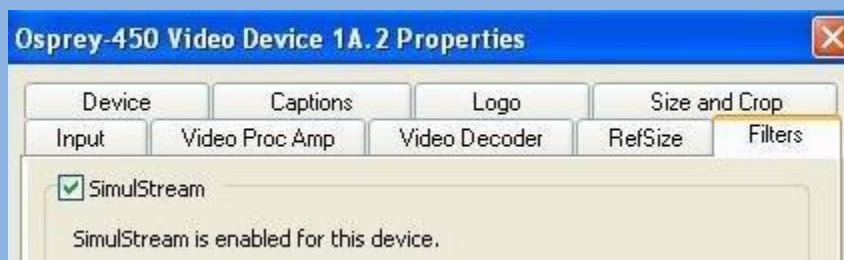 Osprey-450 Video Device 1A.2 Properties
Device Captions Logo Size and Crop
Input Video Proc Amp Video Decoder RefSize Filters
SimulStream
SimulStream is enabled for this device.